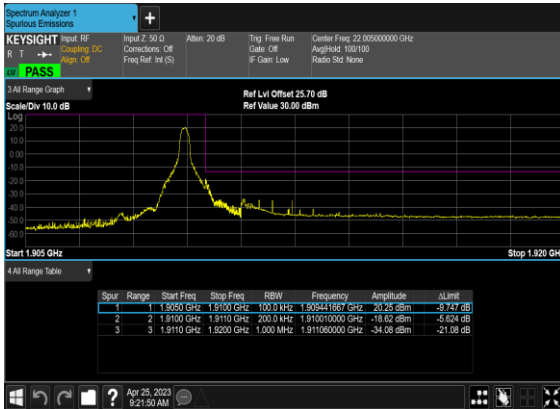 Spectrum Analyzer 1
Spurious Emissions
+
KEYSIGHT Input: RF Input Z: 50 Ω Atten: 20 dB Trig: Free Run Center Freq: 22.005000000 GHz
R T Coupling: DC Corrections: Off Gate: Off Avg|Hold: 100/100
Align: Off Freq Ref: Int (S) IF Gain: Low Radio Std: None
PASS
3 All Range Graph
Ref Lvl Offset 25.70 dB
Scale/Div 10.0 dB Ref Value 30.00 dBm
Log
20.0
10.0
0.00
-10.0
-20.0
-30.0
-40.0
-50.0
-60.0
Start 1.905 GHz Stop 1.920 GH
4 All Range Table
Spur Range Start Freq Stop Freq RBW Frequency Amplitude ΔLimit
1 1 1.9050 GHz 1.9100 GHz 100.0 kHz 1.909441667 GHz 20.25 dBm -9.747 dB
2 2 1.9100 GHz 1.9110 GHz 200.0 kHz 1.910010000 GHz -18.62 dBm -5.624 dB
3 3 1.9110 GHz 1.9200 GHz 1.000 MHz 1.911060000 GHz -34.08 dBm -21.08 dB
? Apr 25, 2023
9:21:50 AM